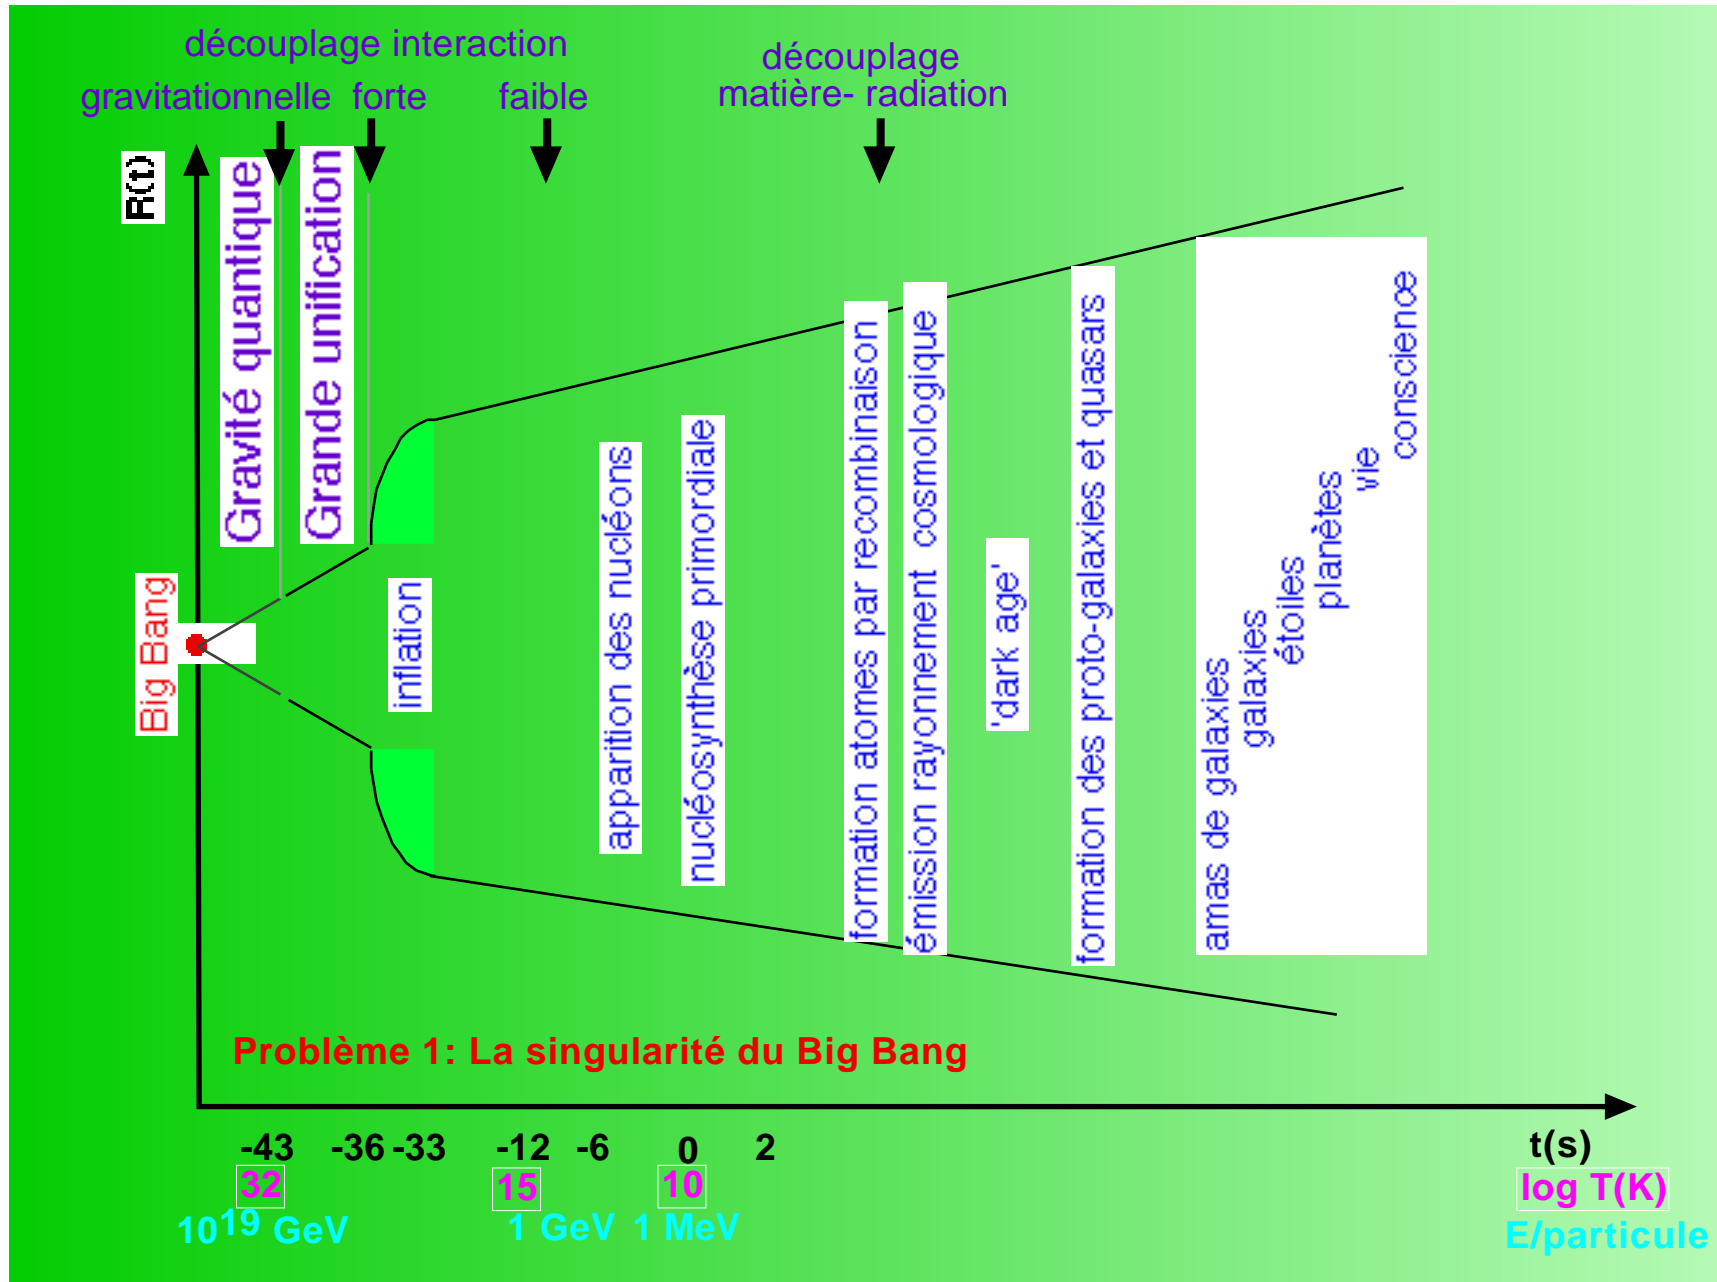 découplage interaction
gravitationnelle forte faible
découplage
matière- radiation
R(t)
Gravité quantique
Grande unification
Big Bang
inflation
apparition des nucléons
nucléosynthèse primordiale
formation atomes par recombinaison
émission rayonnement cosmologique
'dark age'
formation des proto-galaxies et quasars
amas de galaxies
galaxies
étoiles
planètes
vie
conscience
Problème 1: La singularité du Big Bang
-43 -36 -33 -12 -6 0 2 t(s)
32 15 10 log T(K)
10^19 GeV 1 GeV 1 MeV E/particule